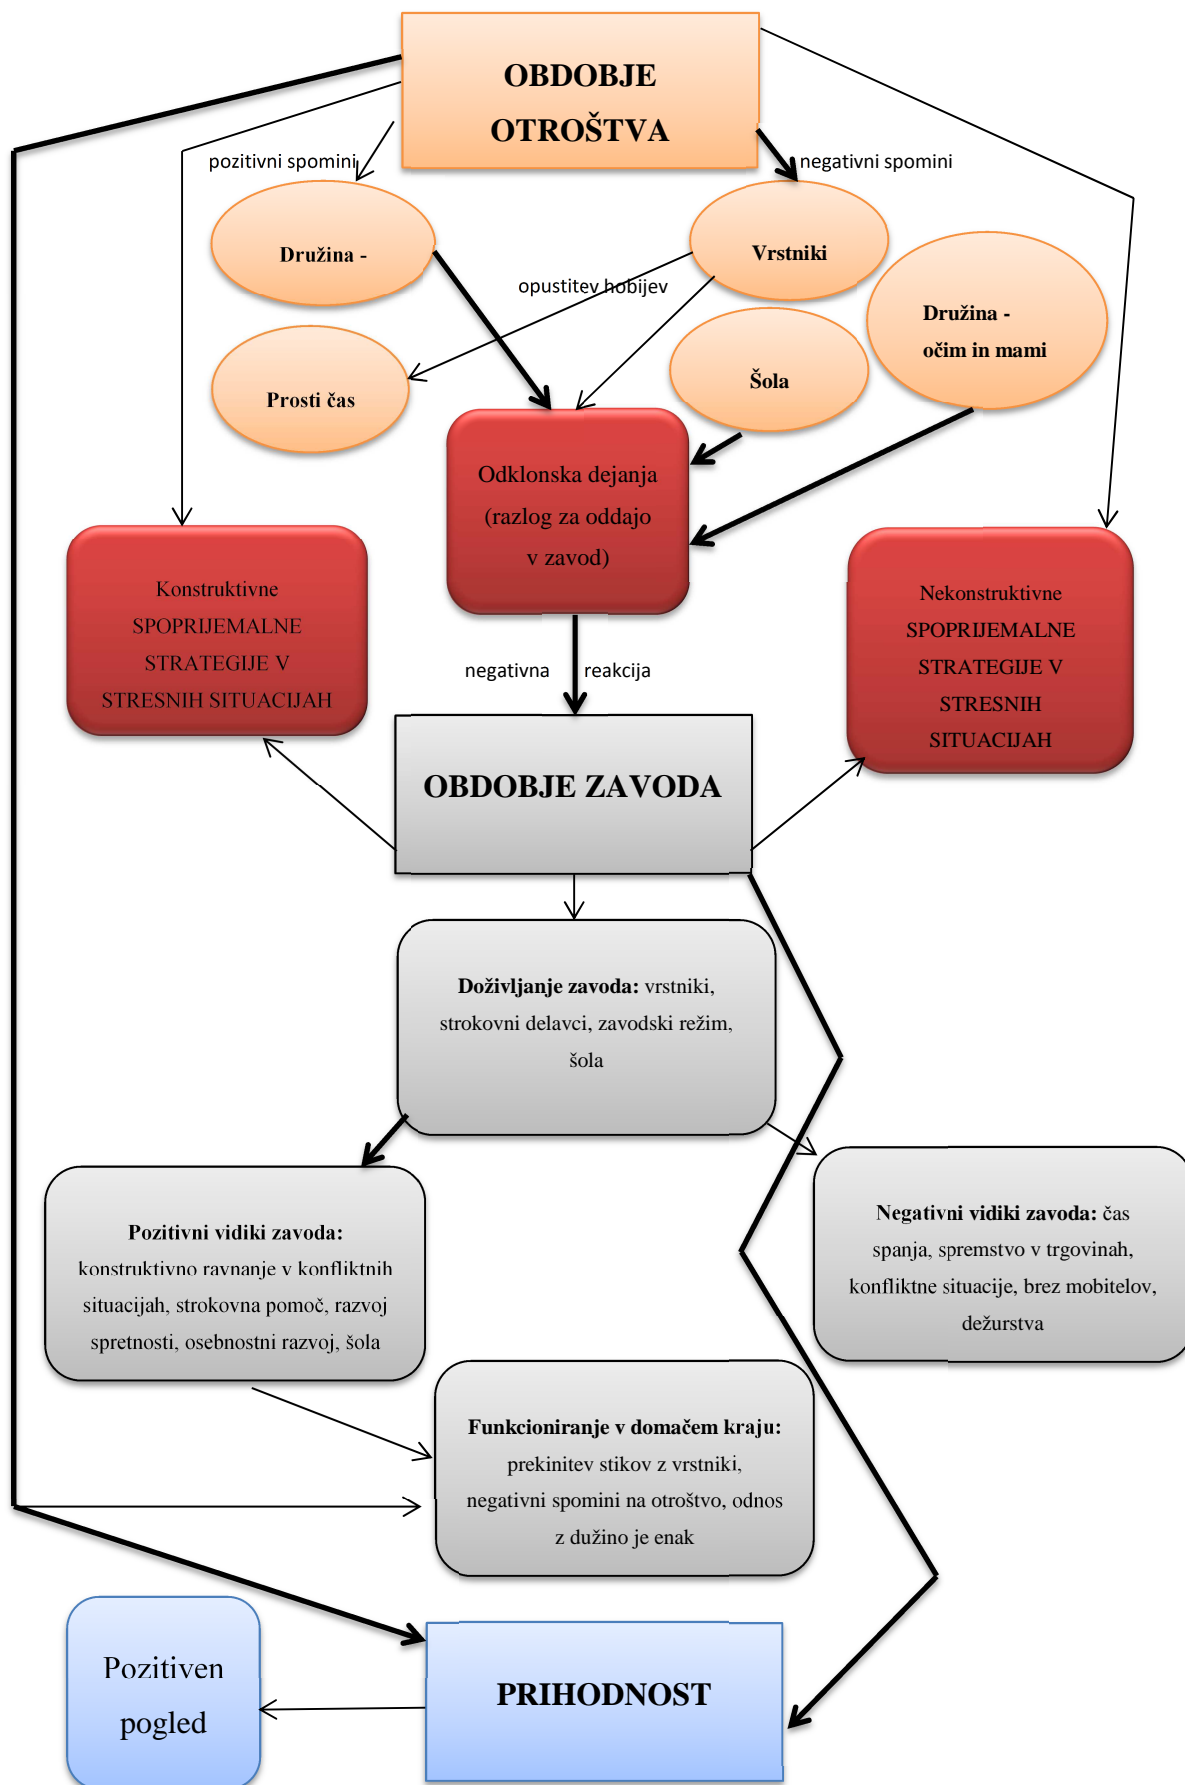 OBDOBJE
OTROŠTVA
pozitivni spomini
negativni spomini
Družina -
Vrstniki
opustitev hobijev
Družina -
očim in mami
Prosti čas
Šola
Odklonska dejanja
(razlog za oddajo
v zavod)
Konstruktivne
SPOPRIJEMALNE
STRATEGIJE V
STRESNIH SITUACIJAH
Nekonstruktivne
SPOPRIJEMALNE
STRATEGIJE V
STRESNIH
SITUACIJAH
negativna reakcija
OBDOBJE ZAVODA
Doživljanje zavoda: vrstniki,
strokovni delavci, zavodski režim,
šola
Pozitivni vidiki zavoda:
konstruktivno ravnanje v konfliktnih
situacijah, strokovna pomoč, razvoj
spretnosti, osebnostni razvoj, šola
Negativni vidiki zavoda: čas
spanja, spremstvo v trgovinah,
konfliktne situacije, brez mobitelov,
dežurstva
Funkcioniranje v domačem kraju:
prekinitev stikov z vrstniki,
negativni spomini na otroštvo, odnos
z dužino je enak
Pozitiven
pogled
PRIHODNOST